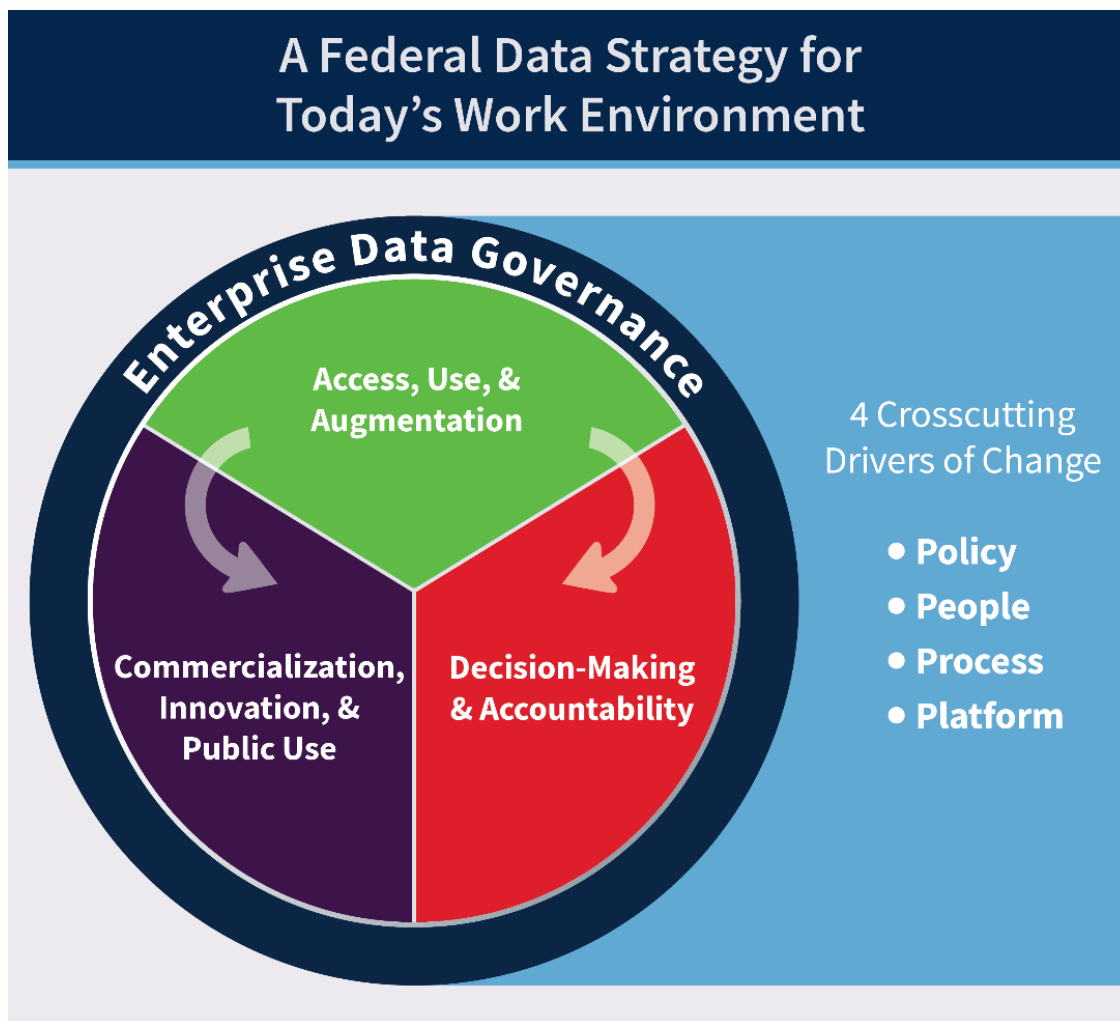 A Federal Data Strategy for
Today’s Work Environment
Enterprise Data Governance
Access, Use, &
Augmentation
Commercialization,
Innovation, &
Public Use
Decision-Making
& Accountability
4 Crosscutting
Drivers of Change
• Policy
• People
• Process
• Platform